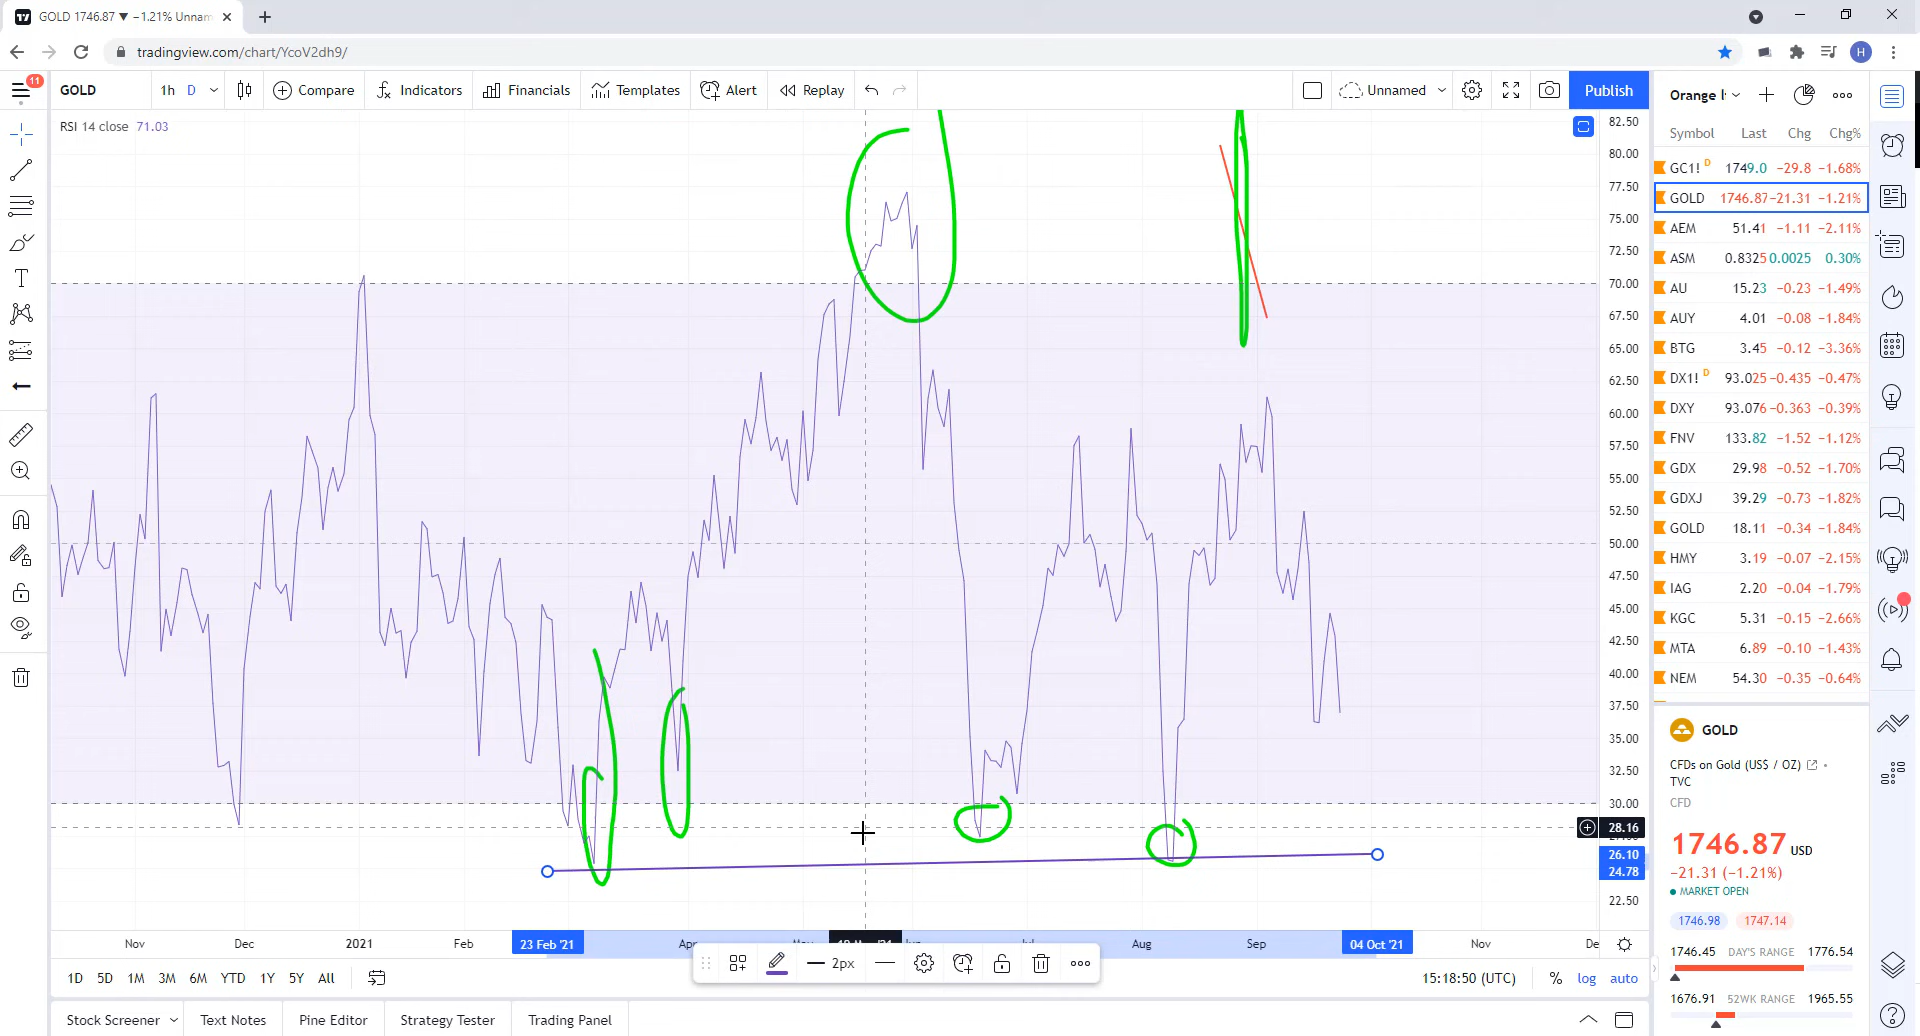 GOLD 1746.87 ▼ −1.21% Unnam
tradingview.com/chart/YcoV2dh9/
H
11
GOLD 1h D Compare Indicators Financials Templates Alert Replay Unnamed Publish
RSI 14 close 71.03
82.50
80.00
77.50
75.00
72.50
70.00
67.50
65.00
62.50
60.00
57.50
55.00
52.50
50.00
47.50
45.00
42.50
40.00
37.50
35.00
32.50
30.00
28.16
26.10
24.78
22.50
Nov Dec 2021 Feb 23 Feb '21 Apr Aug Sep 04 Oct '21 Nov De
2px
1D 5D 1M 3M 6M YTD 1Y 5Y All
15:18:50 (UTC) % log auto
Stock Screener Text Notes Pine Editor Strategy Tester Trading Panel
Orange
Symbol Last Chg Chg%
GC1! D 1749.0 −29.8 −1.68%
GOLD 1746.87 −21.31 −1.21%
AEM 51.41 −1.11 −2.11%
ASM 0.8325 0.0025 0.30%
AU 15.23 −0.23 −1.49%
AUY 4.01 −0.08 −1.84%
BTG 3.45 −0.12 −3.36%
DX1! D 93.025 −0.435 −0.47%
DXY 93.076 −0.363 −0.39%
FNV 133.82 −1.52 −1.12%
GDX 29.98 −0.52 −1.70%
GDXJ 39.29 −0.73 −1.82%
GOLD 18.11 −0.34 −1.84%
HMY 3.19 −0.07 −2.15%
IAG 2.20 −0.04 −1.79%
KGC 5.31 −0.15 −2.66%
MTA 6.89 −0.10 −1.43%
NEM 54.30 −0.35 −0.64%
GOLD
CFDs on Gold (US$ / OZ) •
TVC
CFD
1746.87 USD
−21.31 (−1.21%)
MARKET OPEN
1746.98 1747.14
1746.45 DAY'S RANGE 1776.54
1676.91 52WK RANGE 1965.55